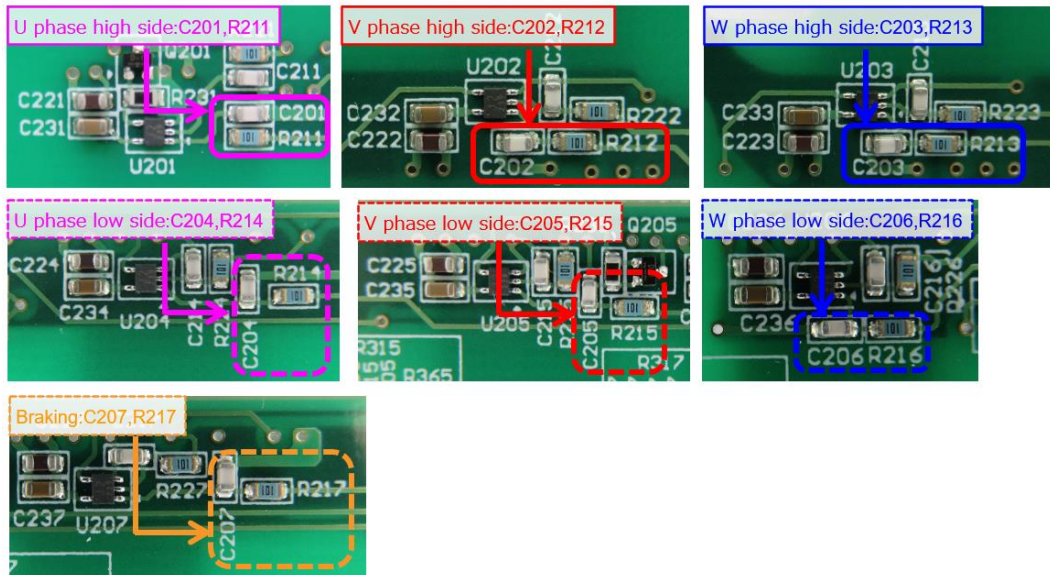 U phase high side:C201,R211
Q201
C211
C221
R231
C201
C231
R211
U201
V phase high side:C202,R212
U202
C232
R222
C222
R212
C202
W phase high side:C203,R213
U203
C233
R223
C223
R213
C203
U phase low side:C204,R214
C224
R214
C234
U204
C204
V phase low side:C205,R215
Q205
C225
C235
U205
R215
C205
R315
R365
R317
W phase low side:C206,R216
C236
C216
R226
C206
R216
Braking:C207,R217
R227
R217
C237
U207
C207
101
101
101
101
101
101
101